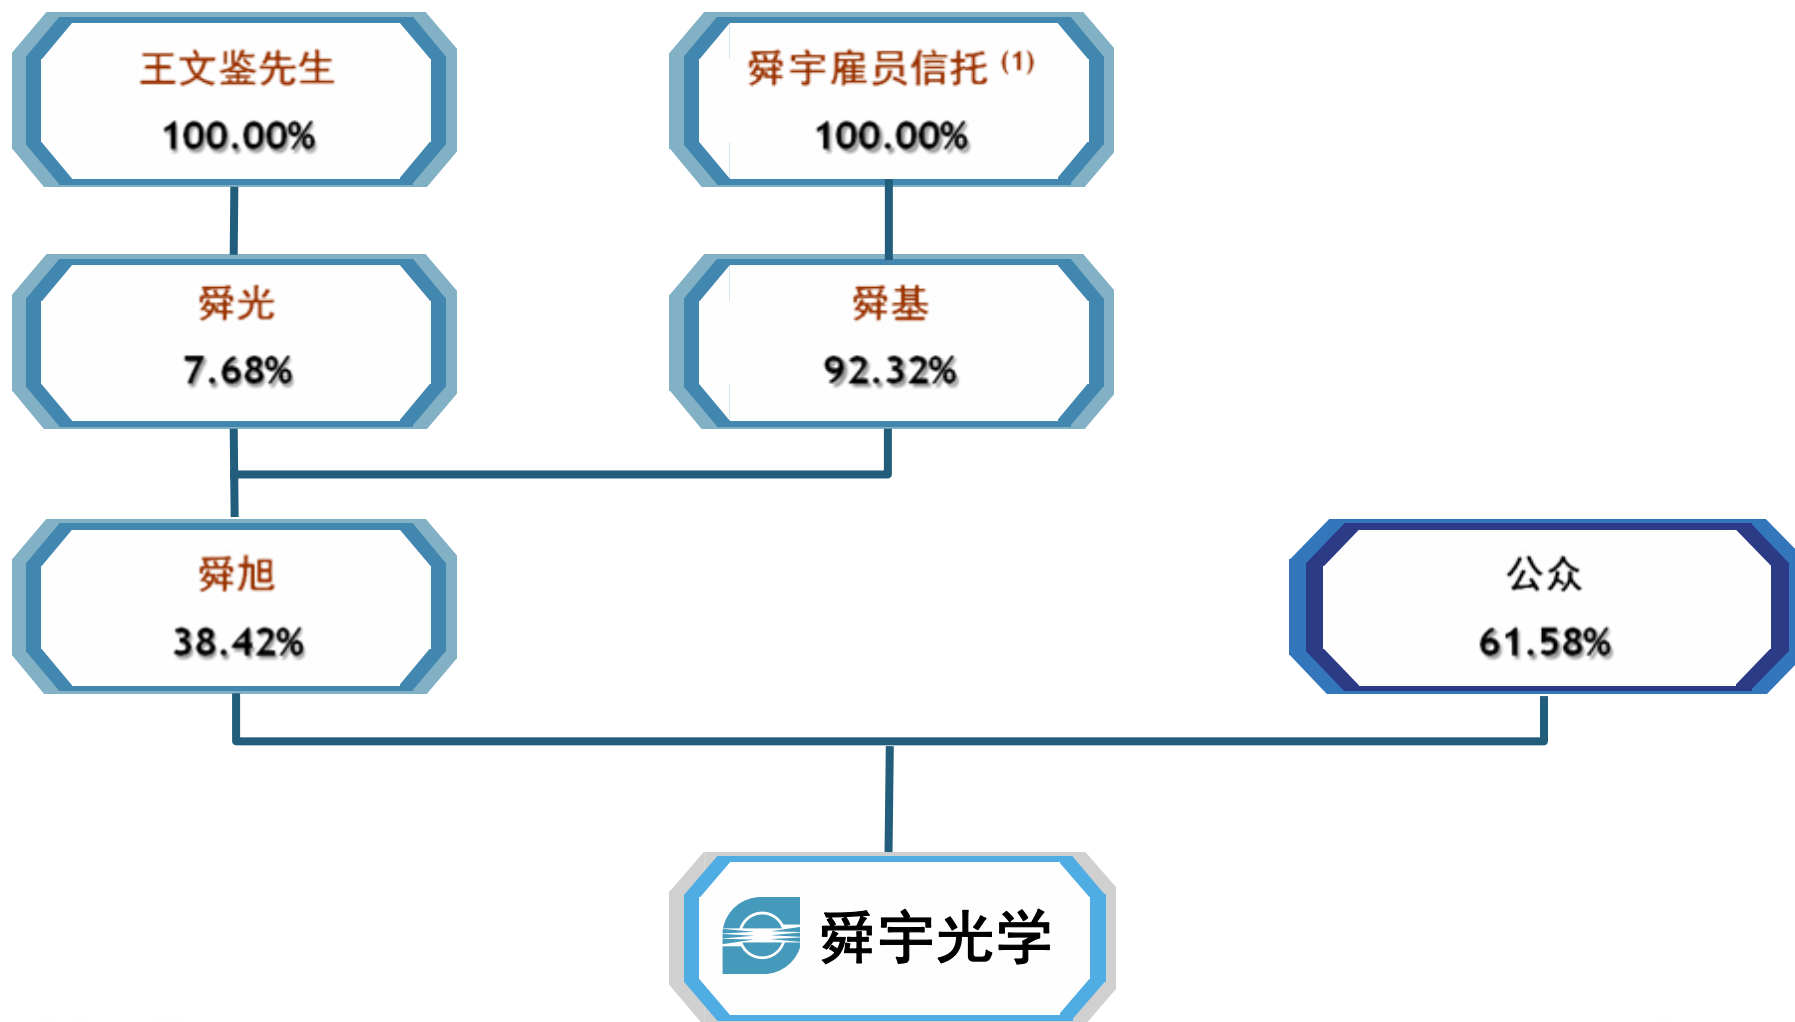 王文鉴先生
100.00%
舜宇雇员信托 (1)
100.00%
舜光
7.68%
舜基
92.32%
舜旭
38.42%
公众
61.58%
舜宇光学